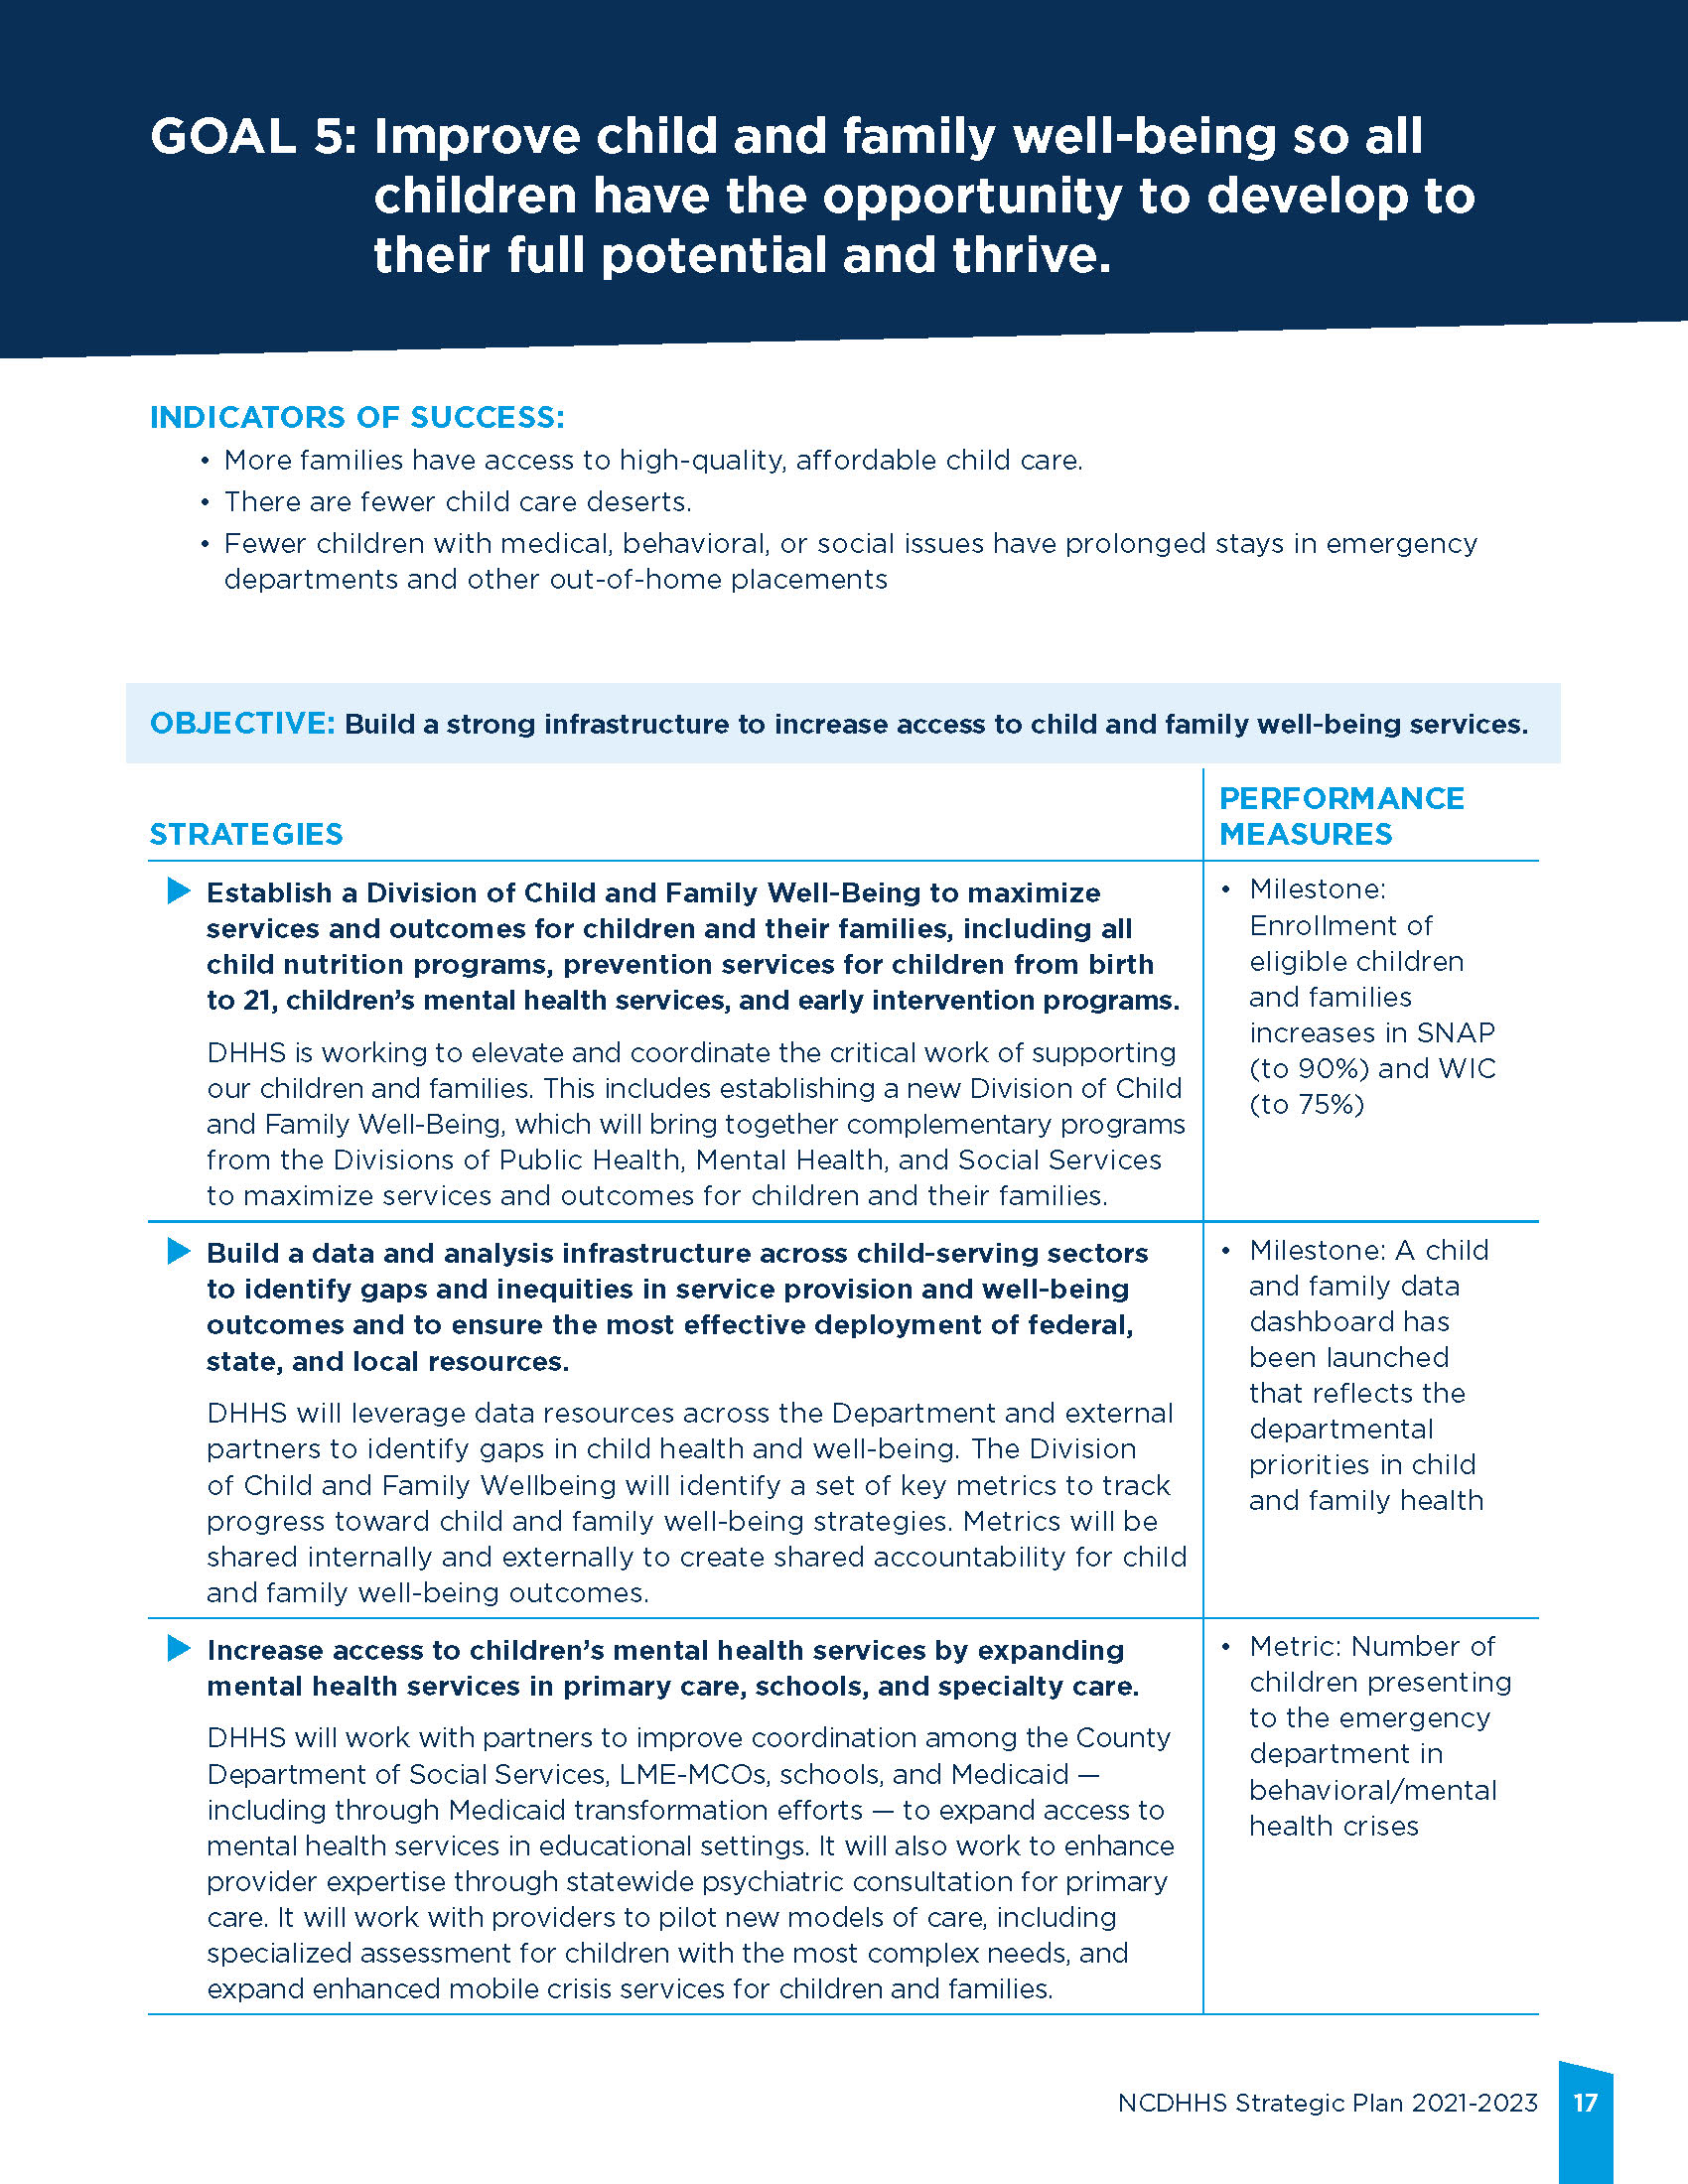 GOAL 5: Improve child and family well-being so all
children have the opportunity to develop to
their full potential and thrive.
INDICATORS OF SUCCESS:
• More families have access to high-quality, affordable child care.
• There are fewer child care deserts.
• Fewer children with medical, behavioral, or social issues have prolonged stays in emergency
departments and other out-of-home placements
OBJECTIVE: Build a strong infrastructure to increase access to child and family well-being services.
STRATEGIES
PERFORMANCE
MEASURES
Establish a Division of Child and Family Well-Being to maximize
services and outcomes for children and their families, including all
child nutrition programs, prevention services for children from birth
to 21, children’s mental health services, and early intervention programs.
DHHS is working to elevate and coordinate the critical work of supporting
our children and families. This includes establishing a new Division of Child
and Family Well-Being, which will bring together complementary programs
from the Divisions of Public Health, Mental Health, and Social Services
to maximize services and outcomes for children and their families.
• Milestone:
Enrollment of
eligible children
and families
increases in SNAP
(to 90%) and WIC
(to 75%)
Build a data and analysis infrastructure across child-serving sectors
to identify gaps and inequities in service provision and well-being
outcomes and to ensure the most effective deployment of federal,
state, and local resources.
DHHS will leverage data resources across the Department and external
partners to identify gaps in child health and well-being. The Division
of Child and Family Wellbeing will identify a set of key metrics to track
progress toward child and family well-being strategies. Metrics will be
shared internally and externally to create shared accountability for child
and family well-being outcomes.
• Milestone: A child
and family data
dashboard has
been launched
that reflects the
departmental
priorities in child
and family health
Increase access to children’s mental health services by expanding
mental health services in primary care, schools, and specialty care.
DHHS will work with partners to improve coordination among the County
Department of Social Services, LME-MCOs, schools, and Medicaid —
including through Medicaid transformation efforts — to expand access to
mental health services in educational settings. It will also work to enhance
provider expertise through statewide psychiatric consultation for primary
care. It will work with providers to pilot new models of care, including
specialized assessment for children with the most complex needs, and
expand enhanced mobile crisis services for children and families.
• Metric: Number of
children presenting
to the emergency
department in
behavioral/mental
health crises
NCDHHS Strategic Plan 2021-2023 17